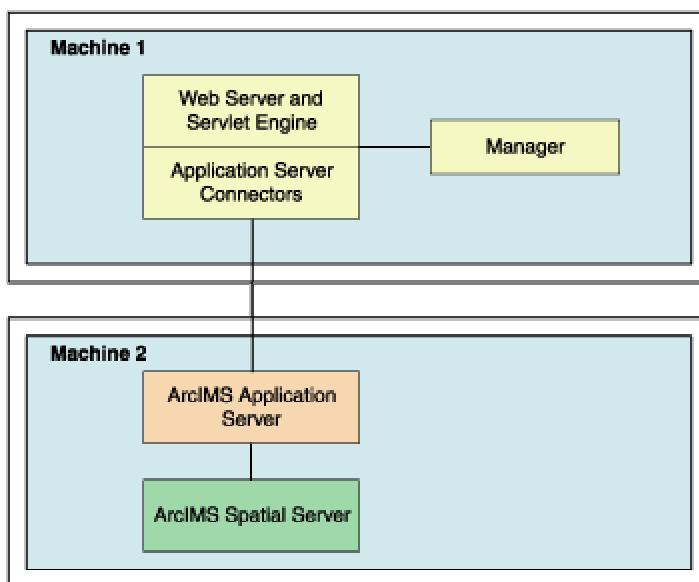 Machine 1
Web Server and
Servlet Engine
Application Server
Connectors
Manager
Machine 2
ArcIMS Application
Server
ArcIMS Spatial Server